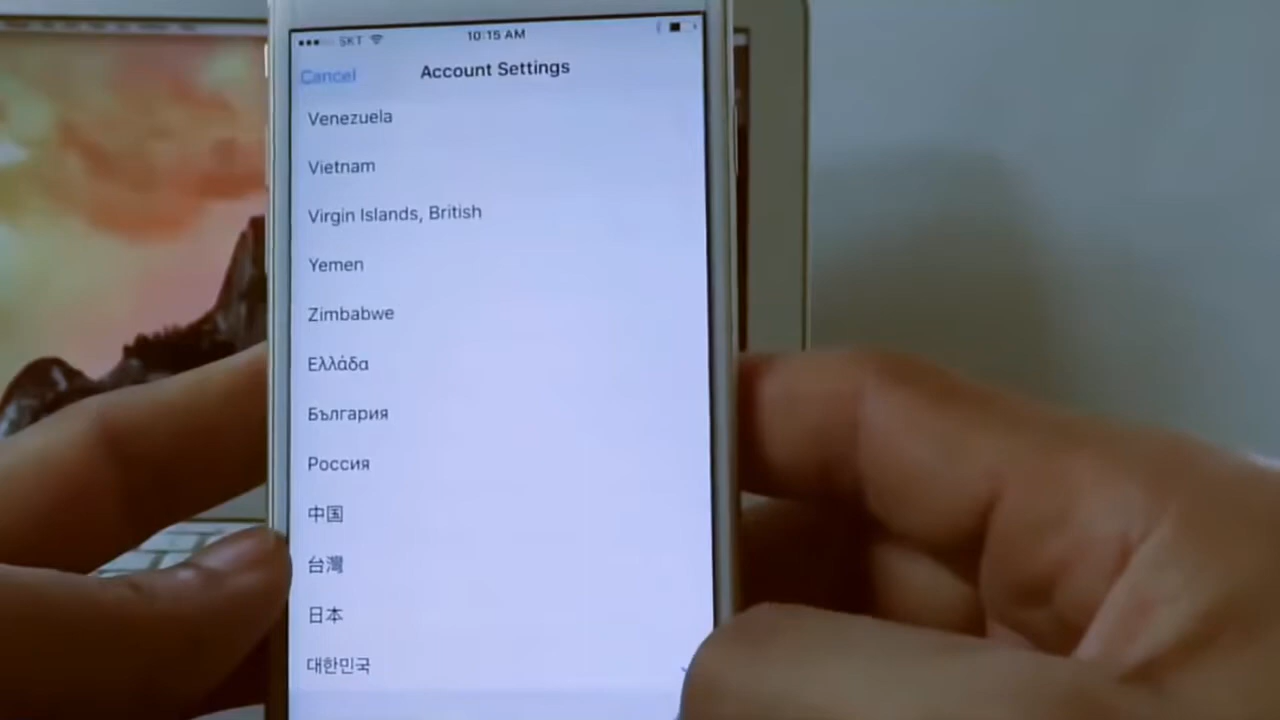 SKT 10:15 AM
Cancel Account Settings
Venezuela
Vietnam
Virgin Islands, British
Yemen
Zimbabwe
Ελλάδα
България
Россия
中国
台灣
日本
대한민국